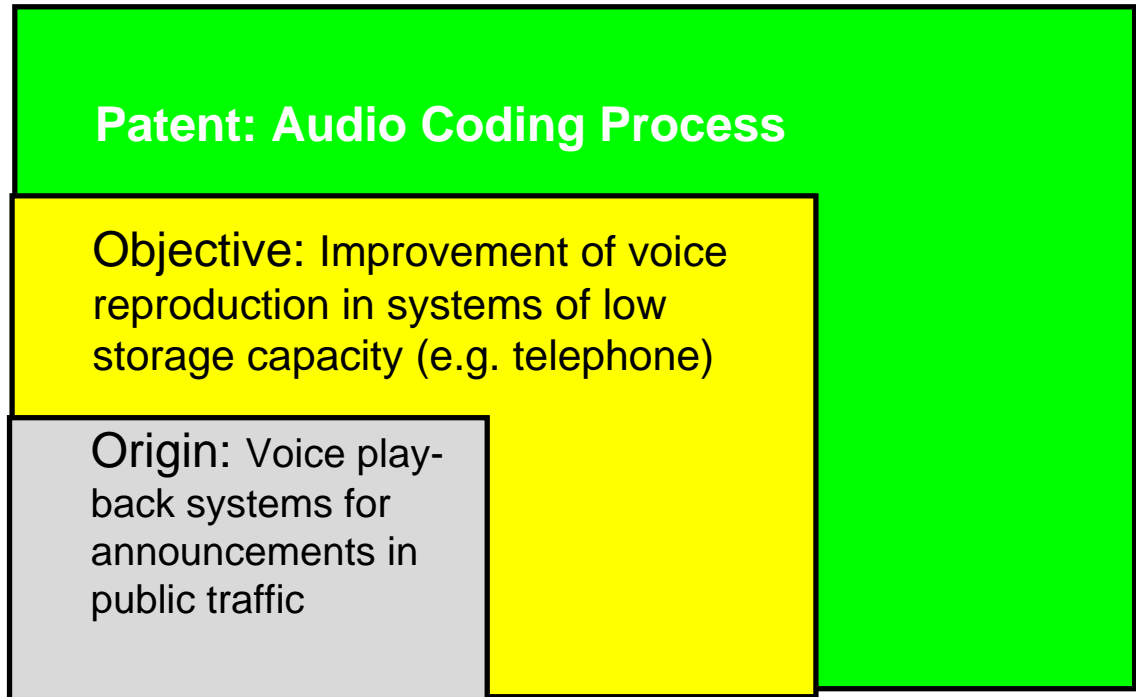 Patent: Audio Coding Process
Objective: Improvement of voice
reproduction in systems of low
storage capacity (e.g. telephone)
Origin: Voice play-
back systems for
announcements in
public traffic